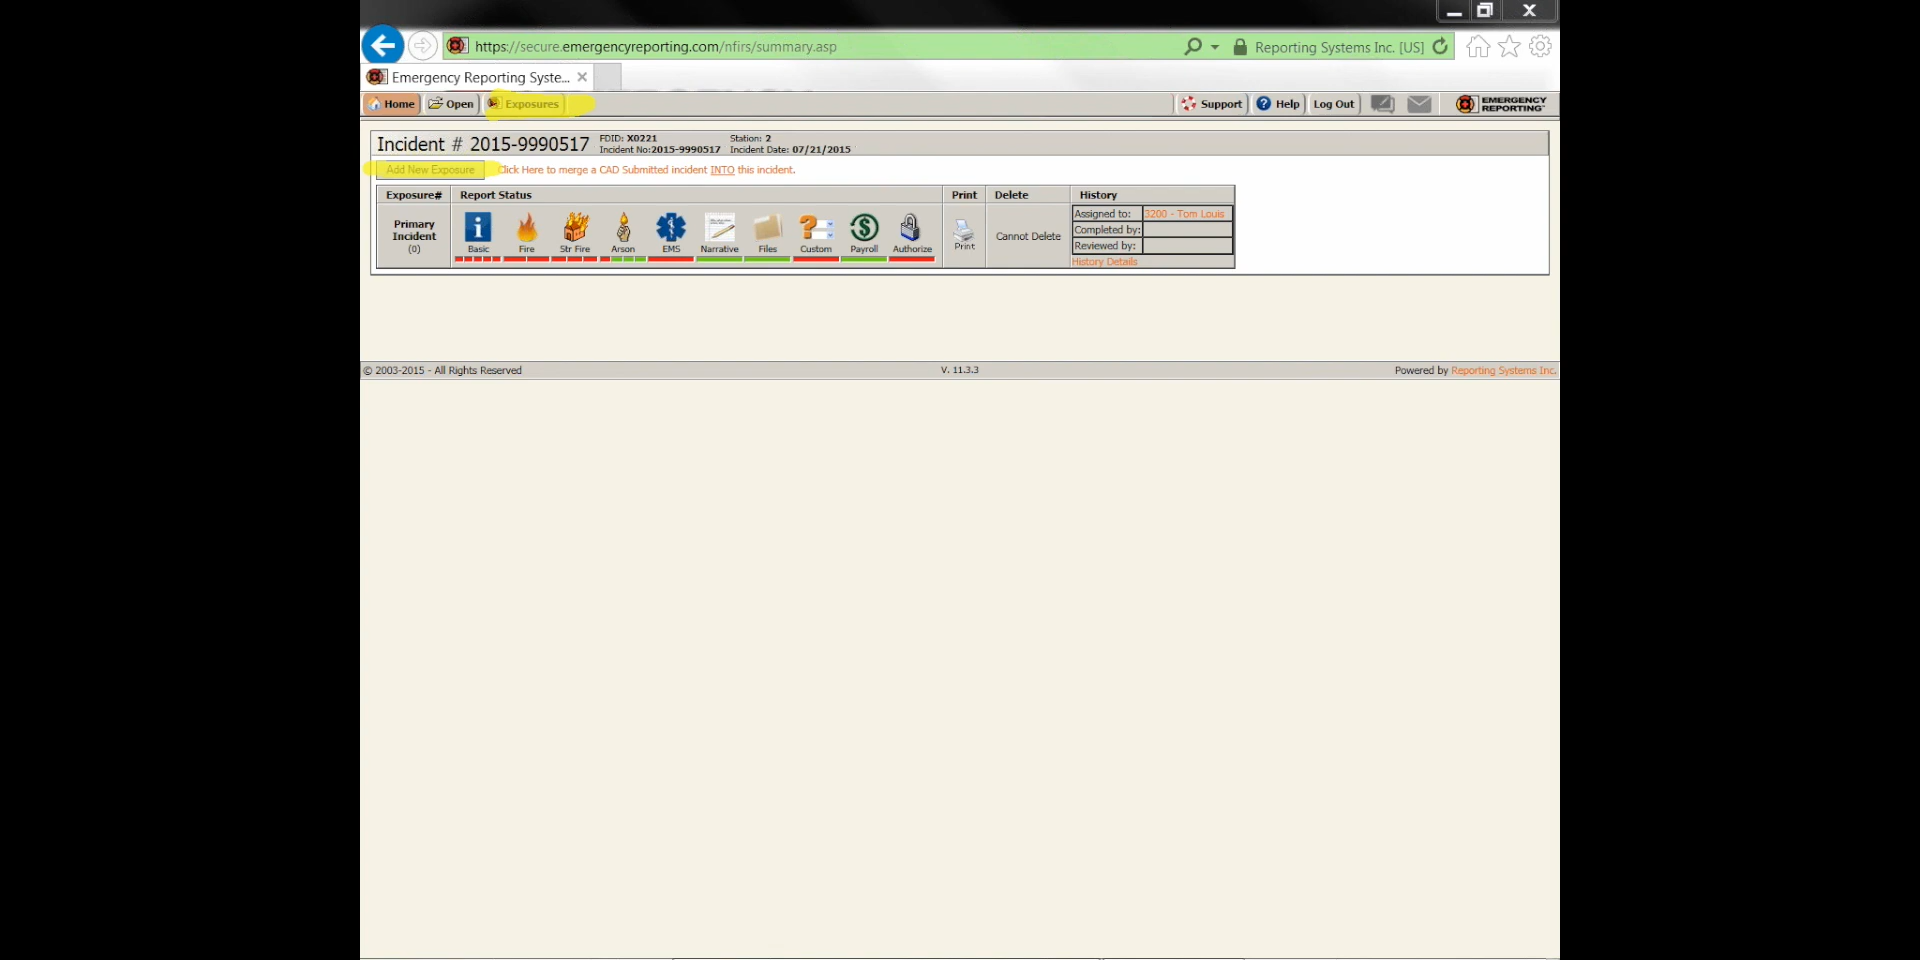 https://secure.emergencyreporting.com/nfirs/summary.asp
Reporting Systems Inc. [US]
Emergency Reporting Syste...
Home Open Exposures Support Help Log Out EMERGENCY REPORTING
Incident # 2015-9990517
FDID: X0221 Station: 2
Incident No:2015-9990517 Incident Date: 07/21/2015
Add New Exposure Click Here to merge a CAD Submitted incident INTO this incident.
Exposure# Report Status Print Delete History
Primary Incident (0)
Basic Fire Str Fire Arson EMS Narrative Files Custom Payroll Authorize
Print
Cannot Delete
Assigned to: 3200 - Tom Louis
Completed by:
Reviewed by:
History Details
© 2003-2015 - All Rights Reserved V. 11.3.3 Powered by Reporting Systems Inc.